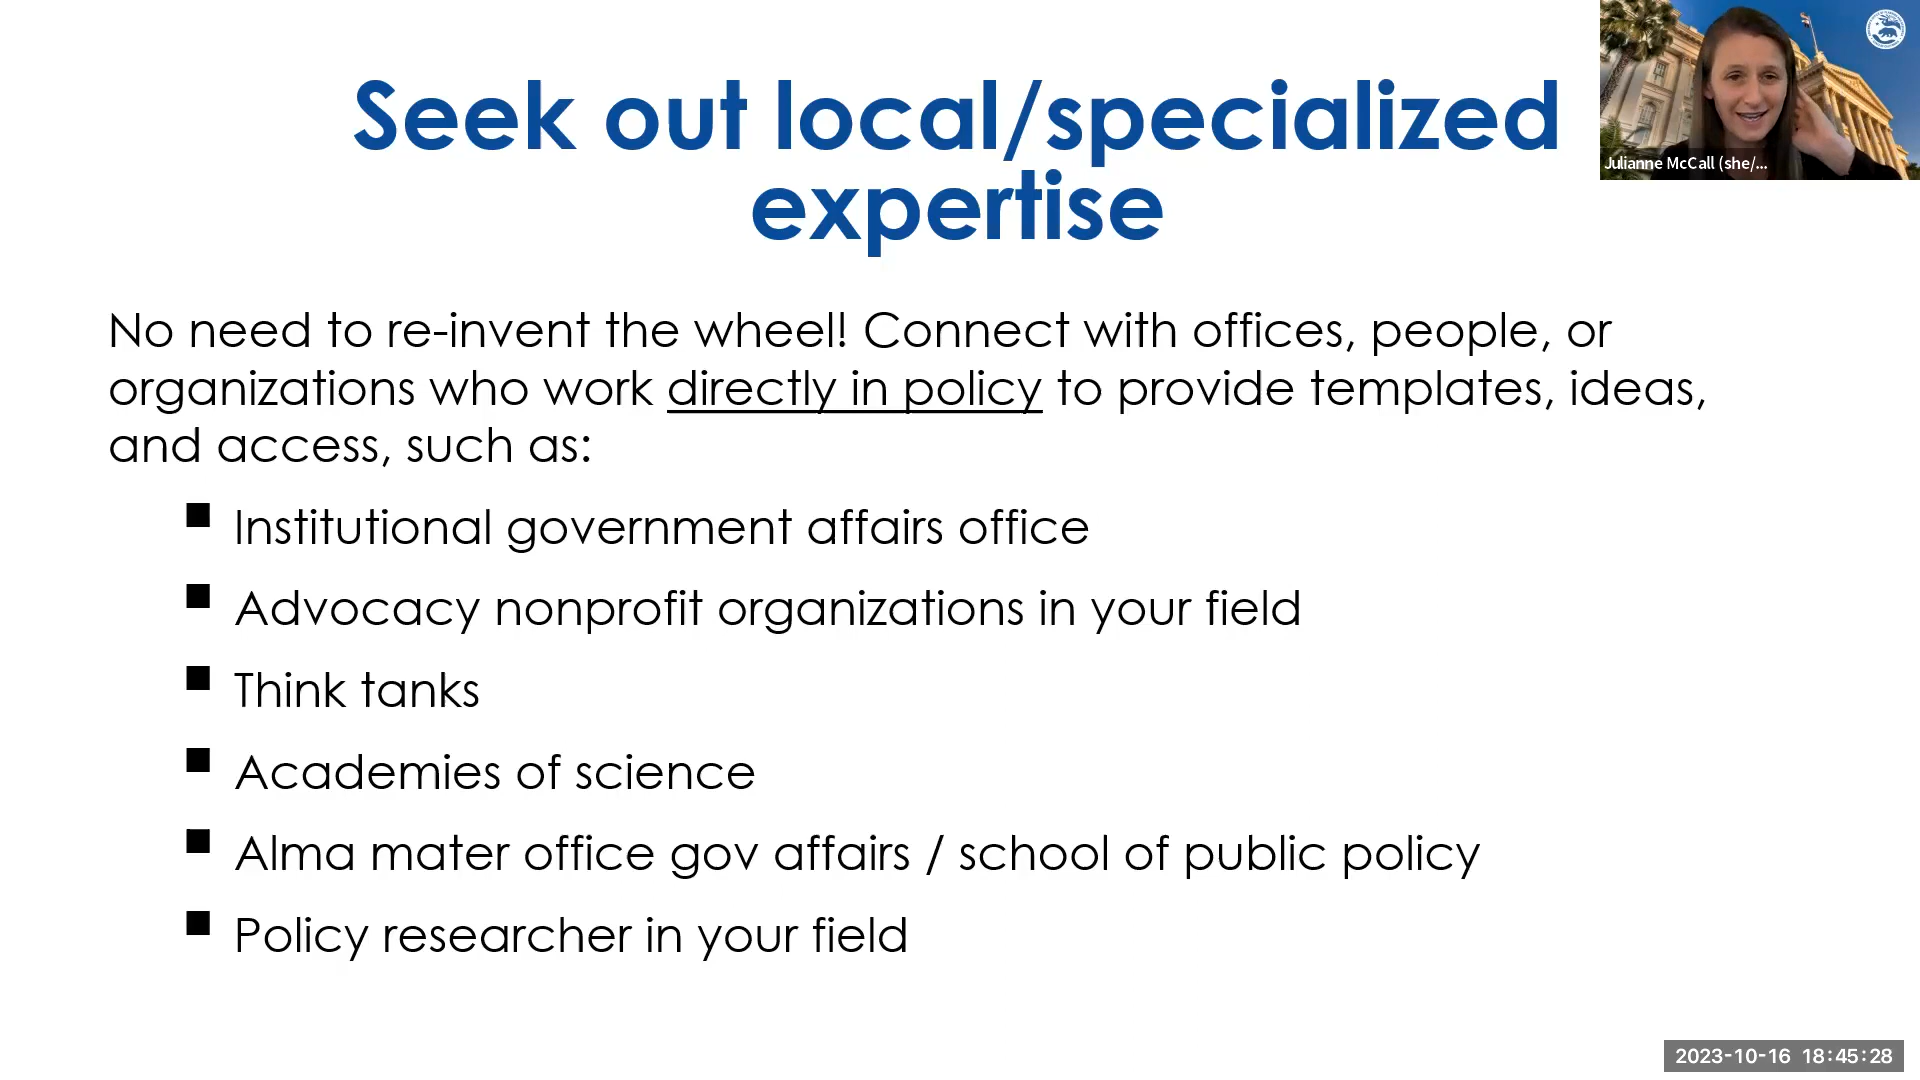 Seek out local/specialized
expertise
Julianne McCall (she/...
No need to re-invent the wheel! Connect with offices, people, or
organizations who work directly in policy to provide templates, ideas,
and access, such as:
Institutional government affairs office
Advocacy nonprofit organizations in your field
Think tanks
Academies of science
Alma mater office gov affairs / school of public policy
Policy researcher in your field
2023-10-16 18:45:28